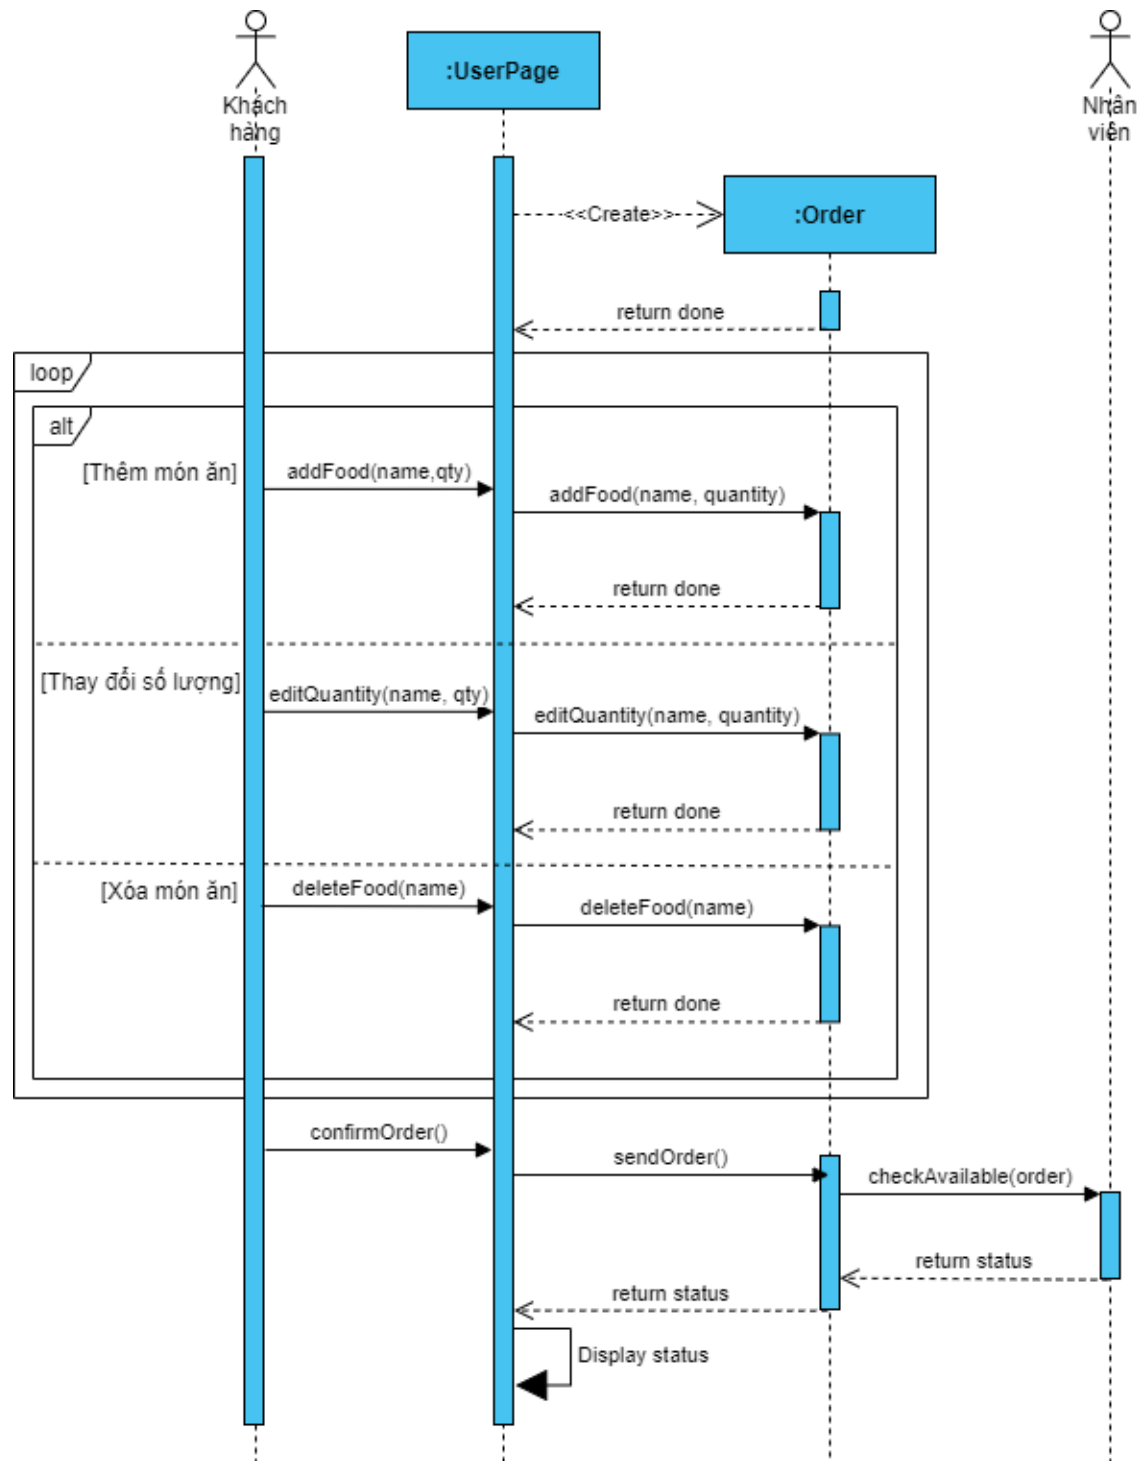 Khách
hàng
:UserPage
Nhân
viên
<<Create>>
:Order
return done
loop
alt
[Thêm món ăn]
addFood(name,qty)
addFood(name, quantity)
return done
[Thay đổi số lượng]
editQuantity(name, qty)
editQuantity(name, quantity)
return done
[Xóa món ăn]
deleteFood(name)
deleteFood(name)
return done
confirmOrder()
sendOrder()
checkAvailable(order)
return status
return status
Display status